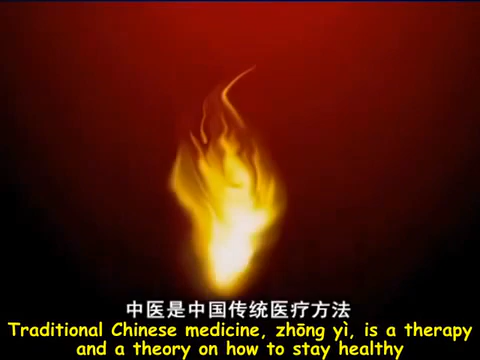 中医是中国传统医疗方法
Traditional Chinese medicine, zhōng yì, is a therapy
and a theory on how to stay healthy